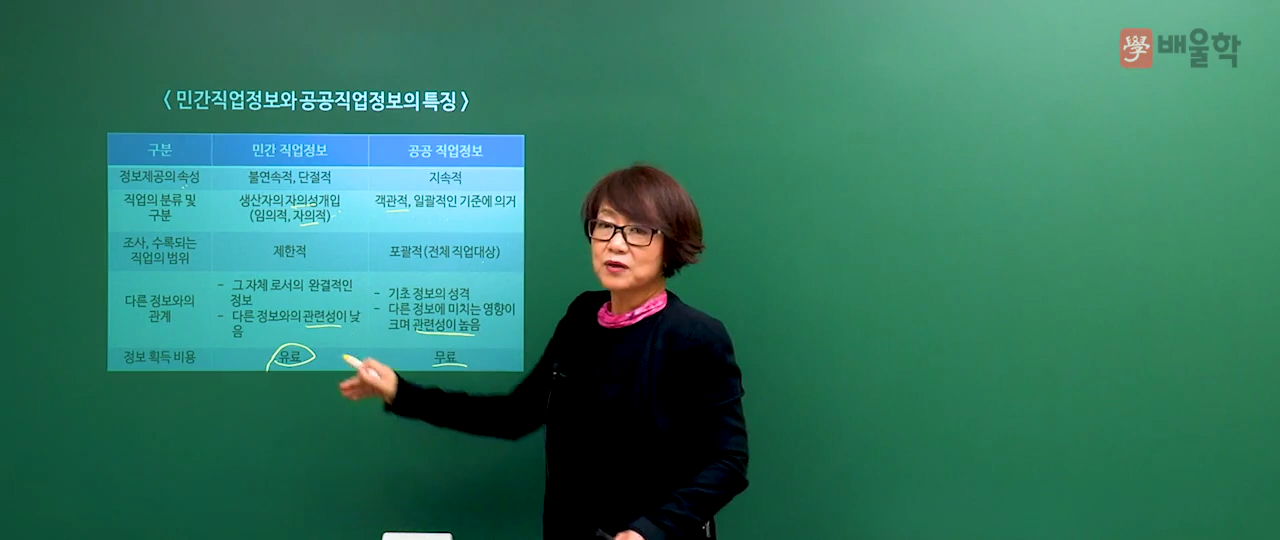 學 배울학
< 민간직업정보와 공공직업정보의 특징 >
구분 민간 직업정보 공공 직업정보
정보제공의 속성 불연속적, 단절적 지속적
직업의 분류 및 생산자의 자의성개입 객관적, 일괄적인 기준에 의거
구분 (임의적, 자의적)
조사, 수록되는
직업의 범위 제한적 포괄적(전체 직업대상)
다른 정보와의
관계
- 그 자체 로서의 완결적인
정보
- 다른 정보와의 관련성이 낮
음
- 기초 정보의 성격
- 다른 정보에 미치는 영향이
크며 관련성이 높음
정보 획득 비용 유료 무료